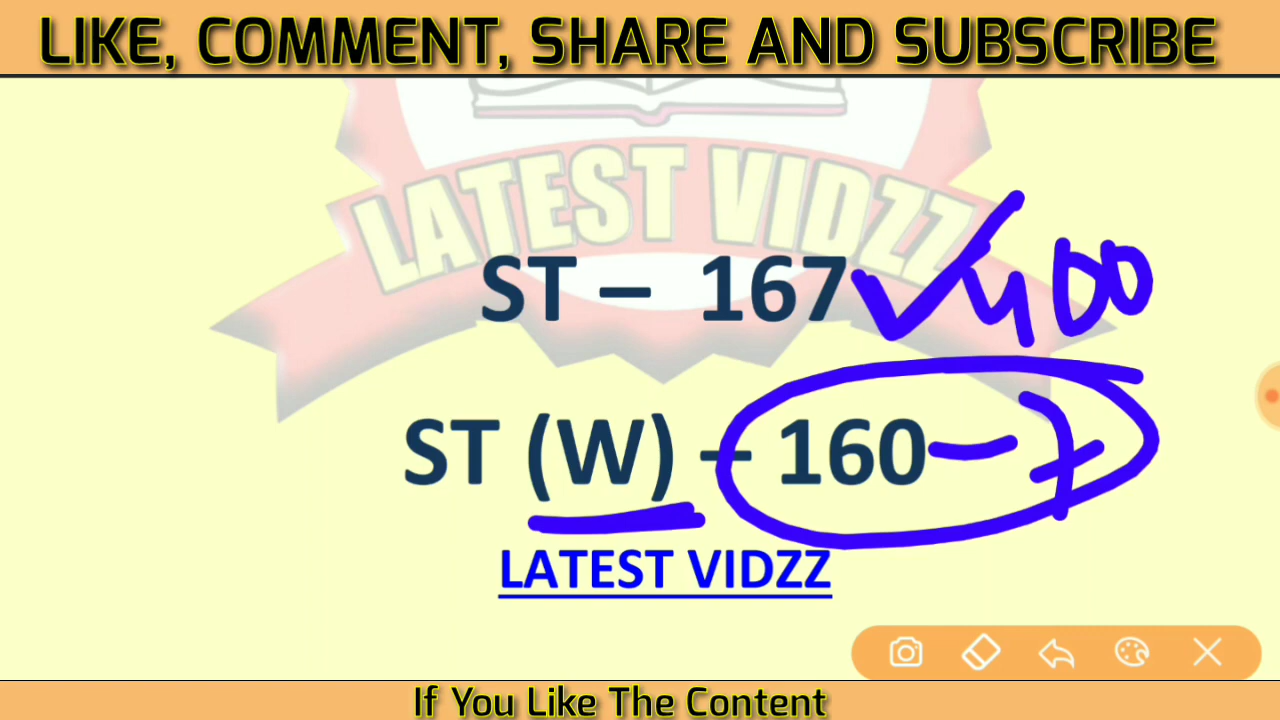 LIKE, COMMENT, SHARE AND SUBSCRIBE
LATEST VIDZZ
ST – 167 400
ST (W) – 160 – 7
LATEST VIDZZ
If You Like The Content